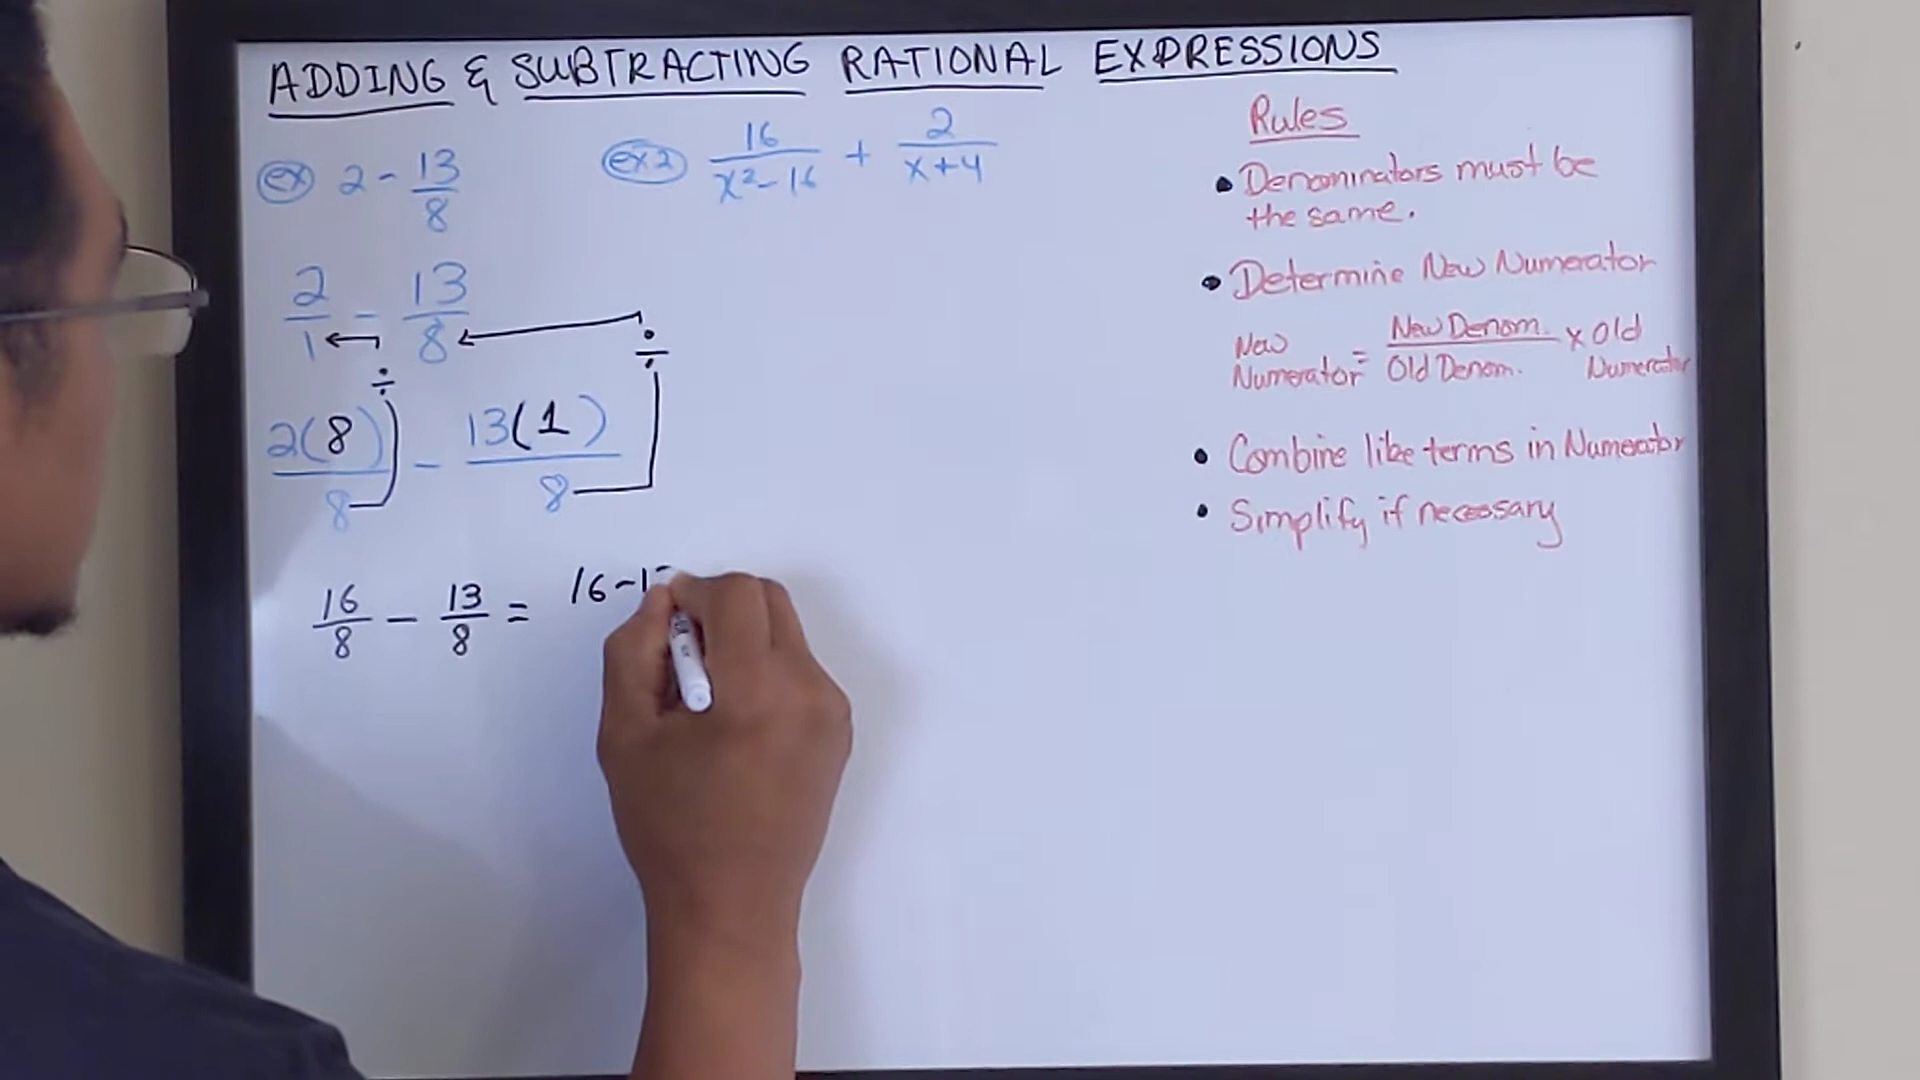 ADDING & SUBTRACTING RATIONAL EXPRESSIONS
ex 2 - 13/8
ex2 16/(x²-16) + 2/(x+4)
2/1 - 13/8
÷ ÷
2(8)/8 - 13(1)/8
16/8 - 13/8 = 16-1
Rules
• Denominators must be
the same.
• Determine New Numerator
New Numerator = New Denom./Old Denom. x Old Numerator
• Combine like terms in Numerator
• Simplify if necessary